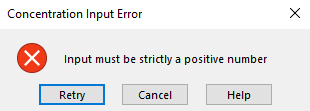 Concentration Input Error
Input must be strictly a positive number
Retry
Cancel
Help